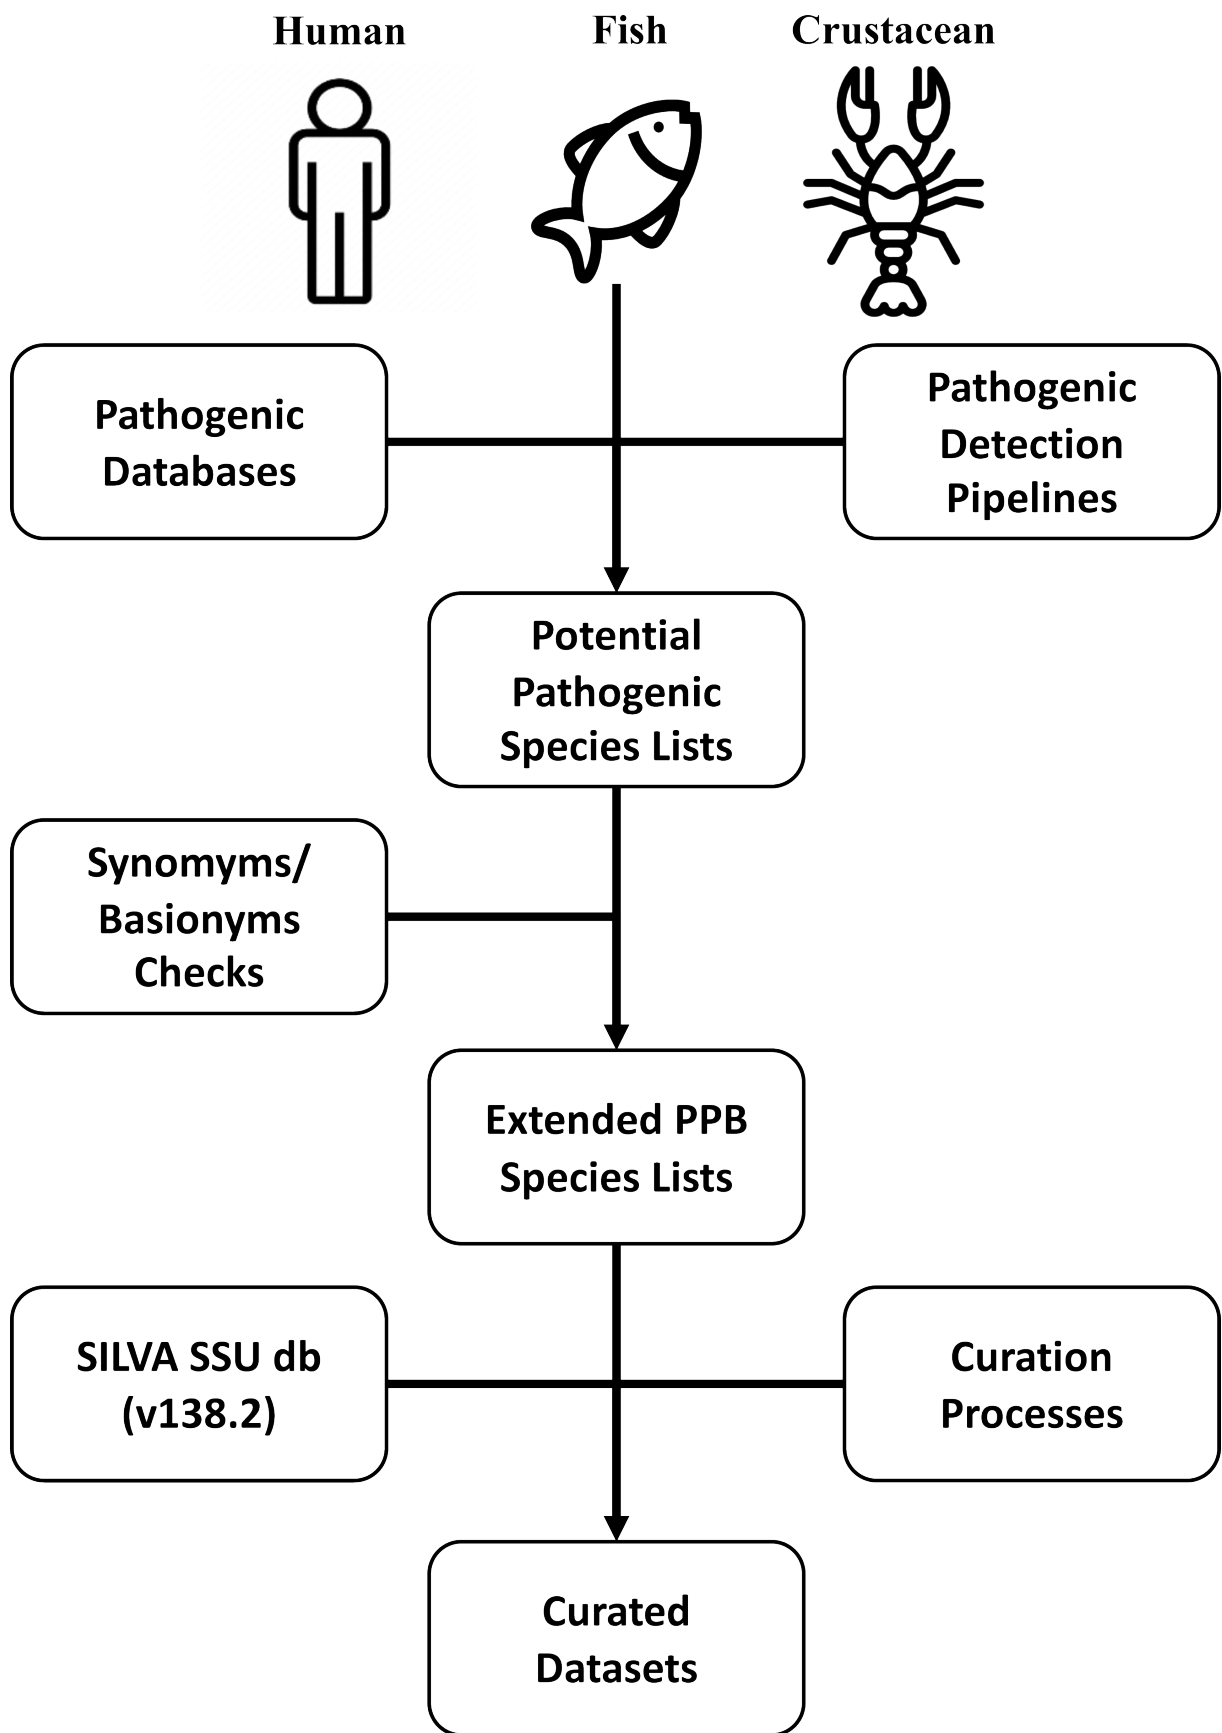 Human
Fish
Crustacean
Pathogenic
Databases
Pathogenic
Detection
Pipelines
Potential
Pathogenic
Species Lists
Synomyms/
Basionyms
Checks
Extended PPB
Species Lists
SILVA SSU db
(v138.2)
Curation
Processes
Curated
Datasets